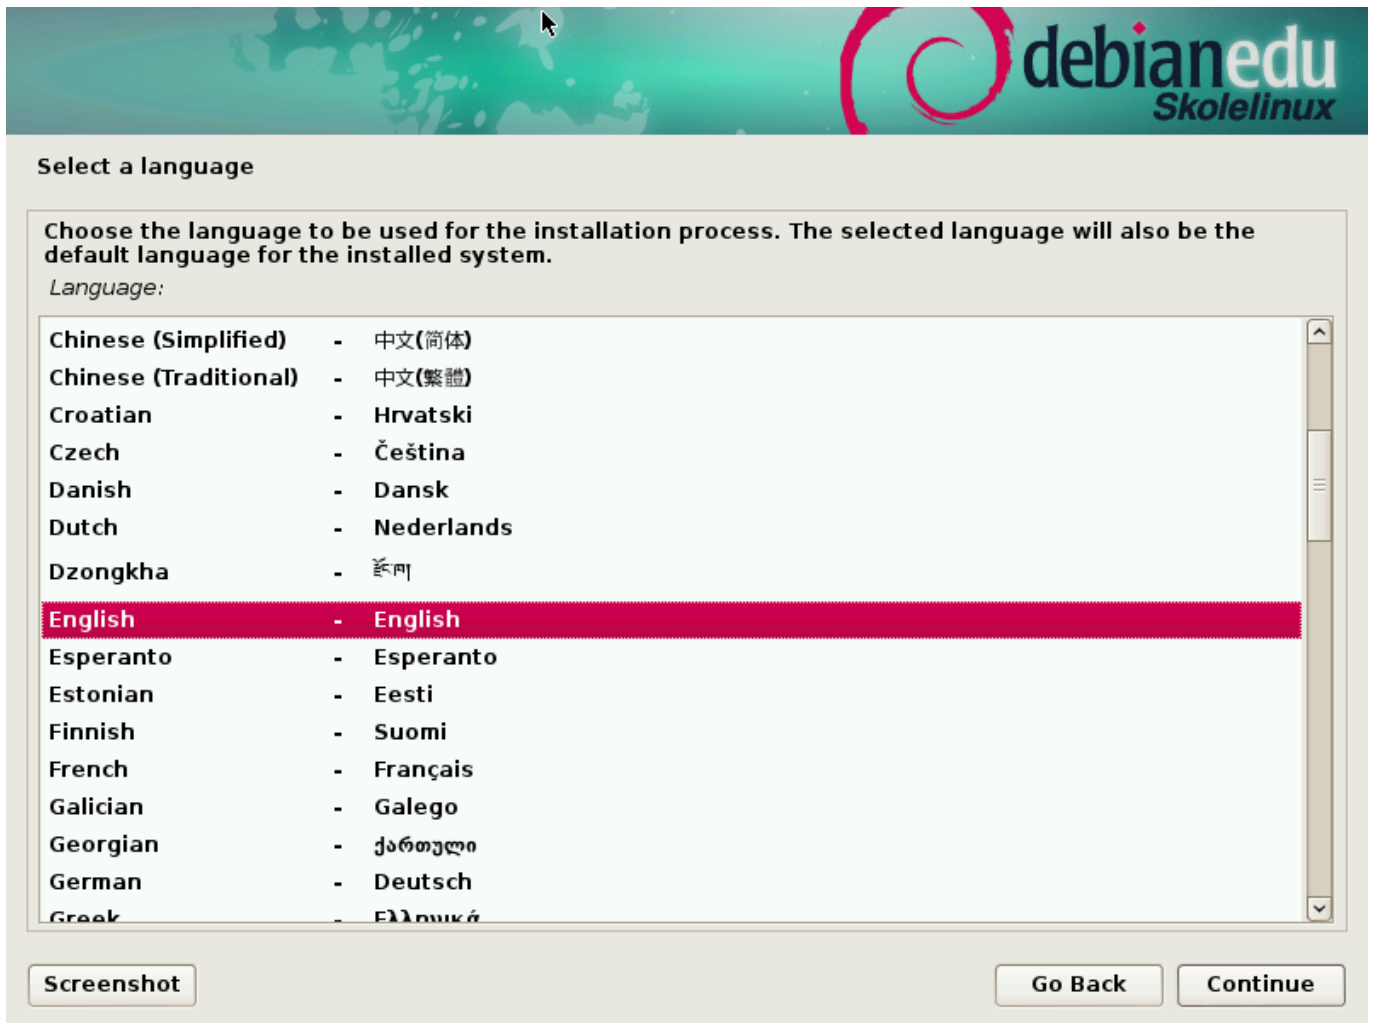 debianedu
Skolelinux
Select a language
Choose the language to be used for the installation process. The selected language will also be the
default language for the installed system.
Language:
Chinese (Simplified) - 中文(简体)
Chinese (Traditional) - 中文(繁體)
Croatian - Hrvatski
Czech - Čeština
Danish - Dansk
Dutch - Nederlands
Dzongkha - རྫོང་ཁ།
English - English
Esperanto - Esperanto
Estonian - Eesti
Finnish - Suomi
French - Français
Galician - Galego
Georgian - ქართული
German - Deutsch
Greek - Ελληνικά
Screenshot Go Back Continue